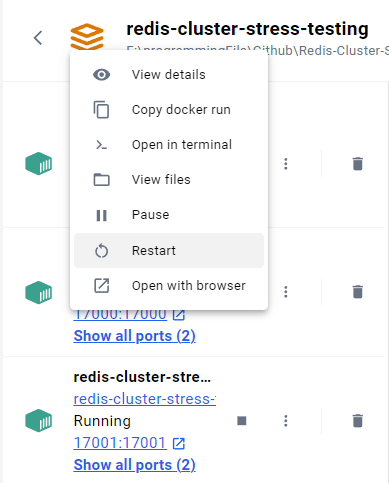 redis-cluster-stress-testing
E:\programmingFile\Github\Redis-Cluster-S
View details
Copy docker run
Open in terminal
View files
Pause
Restart
Open with browser
17000:17000
Show all ports (2)
redis-cluster-stre...
redis-cluster-stress-
Running
17001:17001
Show all ports (2)